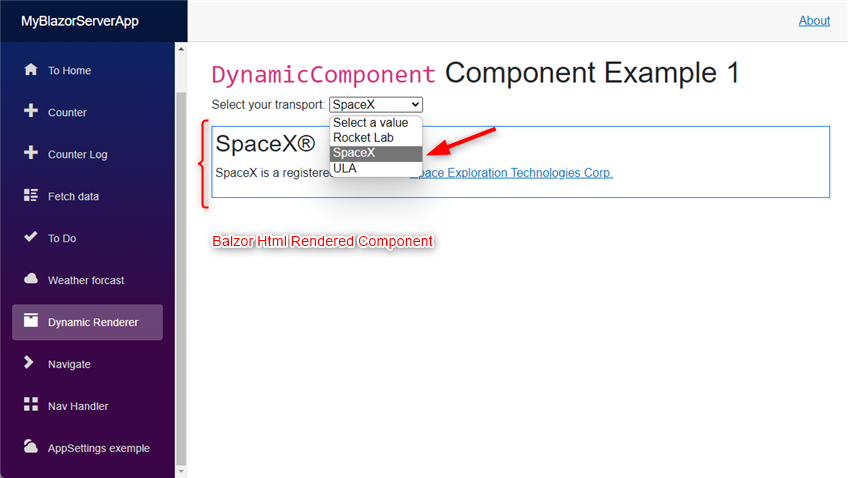 MyBlazorServerApp
About
To Home
Counter
Counter Log
Fetch data
To Do
Weather forcast
Dynamic Renderer
Navigate
Nav Handler
AppSettings exemple
DynamicComponent Component Example 1
Select your transport: SpaceX
Select a value
Rocket Lab
SpaceX
ULA
SpaceX®
SpaceX is a registered Space Exploration Technologies Corp.
Balzor Html Rendered Component